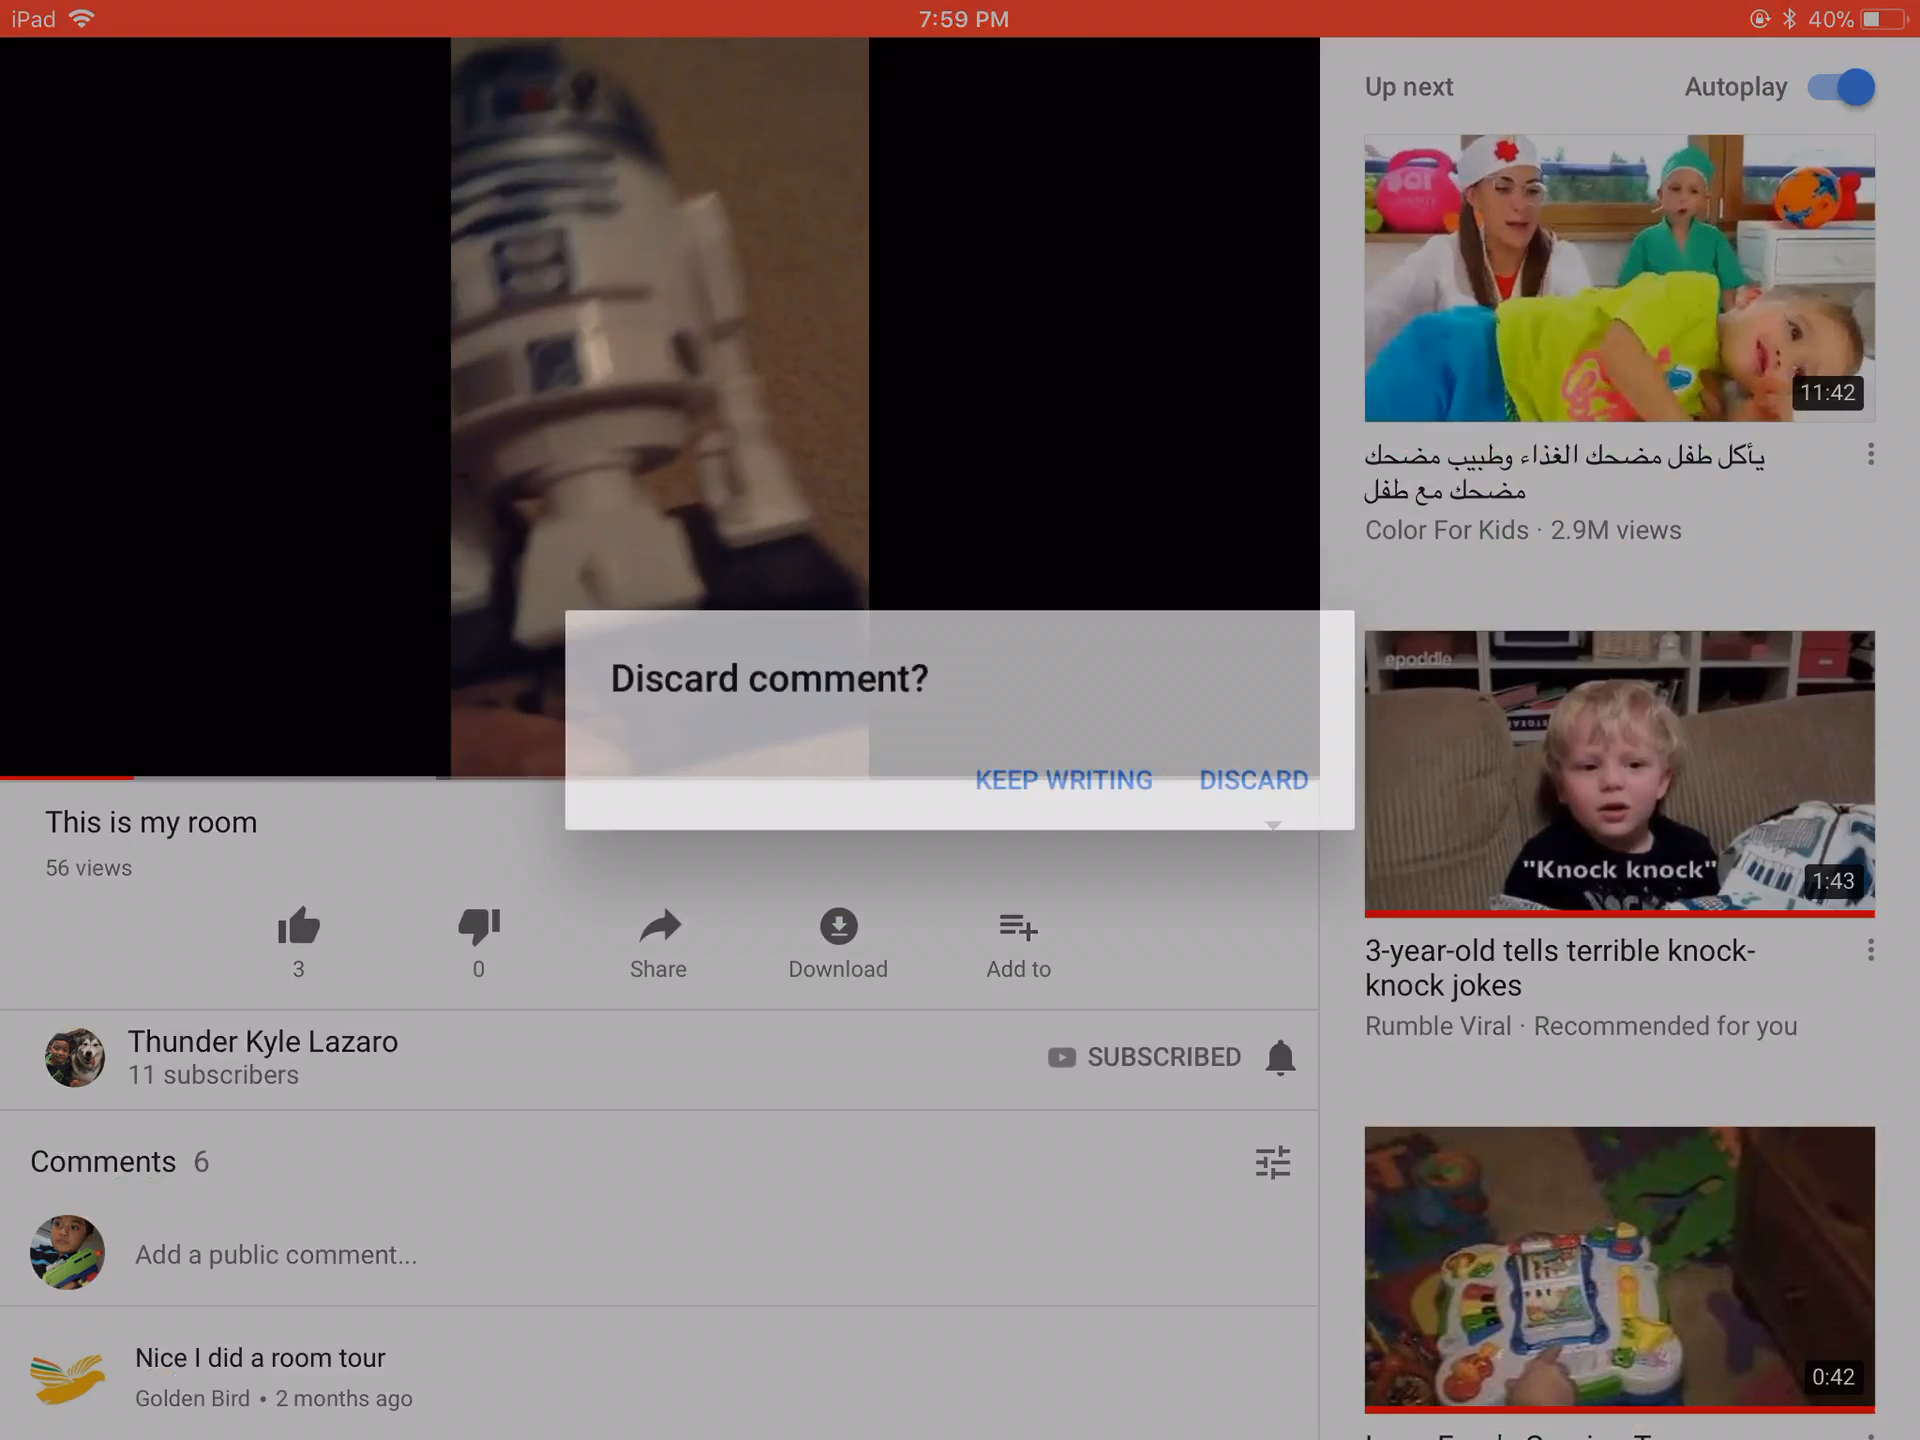 iPad
7:59 PM
40%
Up next
Autoplay
11:42
يأكل طفل مضحك الغذاء وطبيب مضحك
مضحك مع طفل
Color For Kids · 2.9M views
epoddle
"Knock knock"
1:43
3-year-old tells terrible knock-
knock jokes
Rumble Viral · Recommended for you
0:42
Discard comment?
KEEP WRITING
DISCARD
This is my room
56 views
3
0
Share
Download
Add to
Thunder Kyle Lazaro
11 subscribers
SUBSCRIBED
Comments 6
Add a public comment...
Nice I did a room tour
Golden Bird • 2 months ago